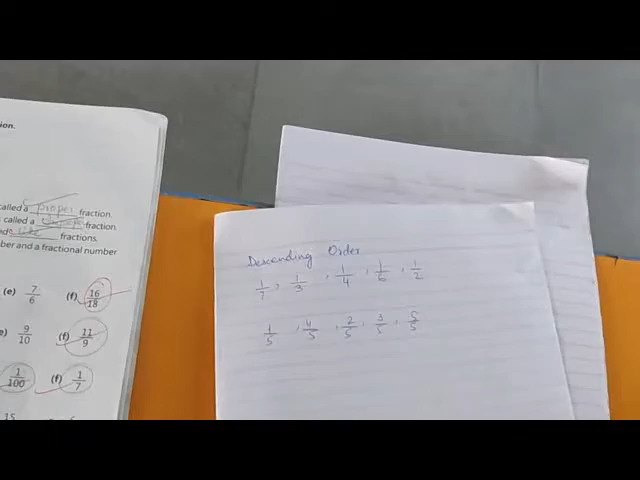 ion.
called a proper fraction.
s called a fraction.
fractions.
ber and a fractional number
(e) 7/6 (f) 16/18
9/10 (f) 11/9
1/100 (f) 1/7
15
Descending Order
1/7, 1/3, 1/4, 1/6, 1/2
1/5, 4/5, 2/5, 3/5, 5/5